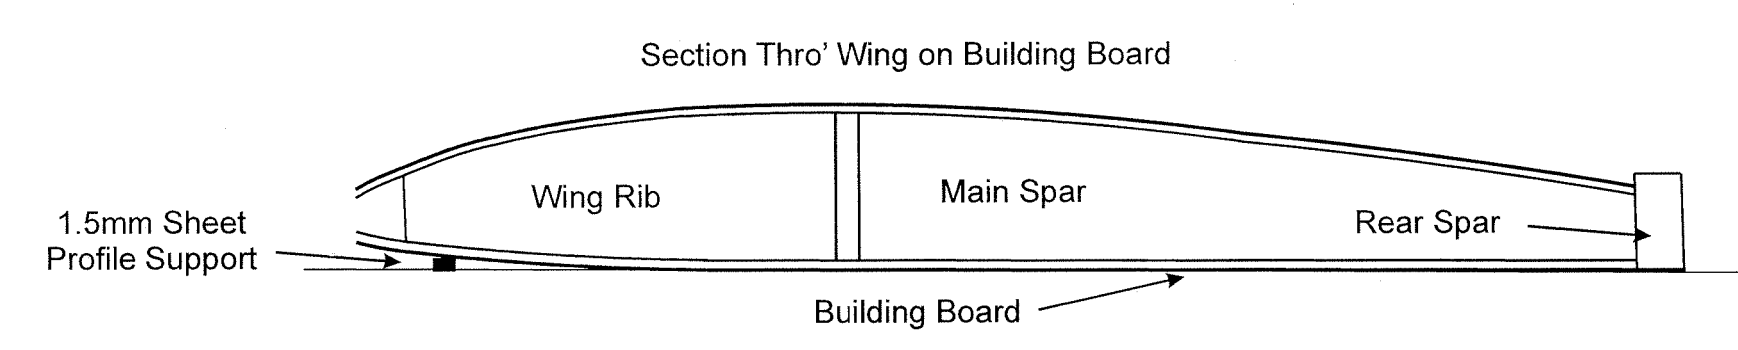 Section Thro' Wing on Building Board
Wing Rib
Main Spar
1.5mm Sheet
Profile Support
Rear Spar
Building Board